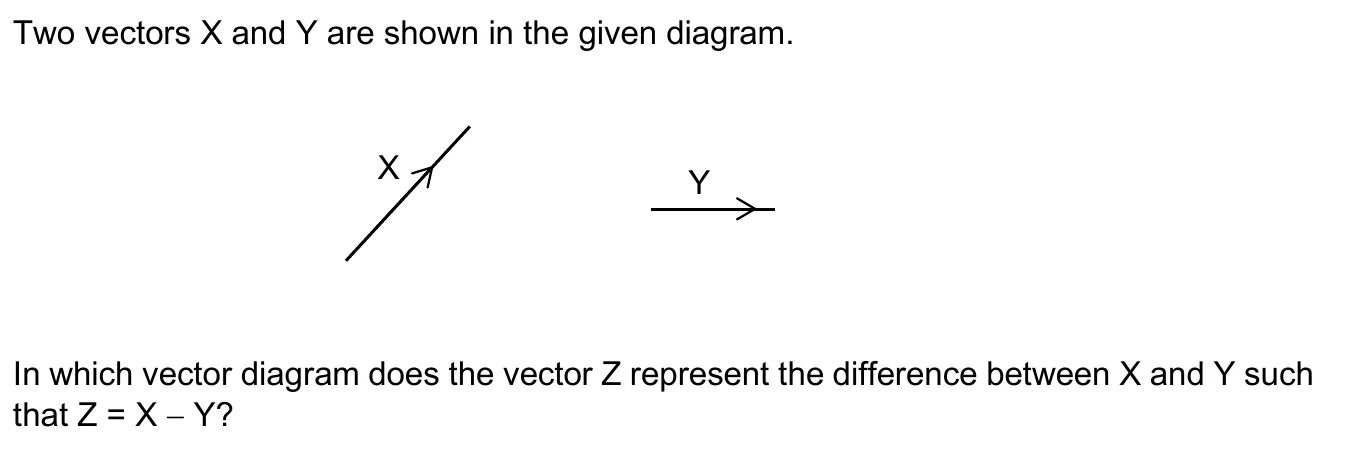 Two vectors X and Y are shown in the given diagram.
X
Y
In which vector diagram does the vector Z represent the difference between X and Y such
that Z = X – Y?